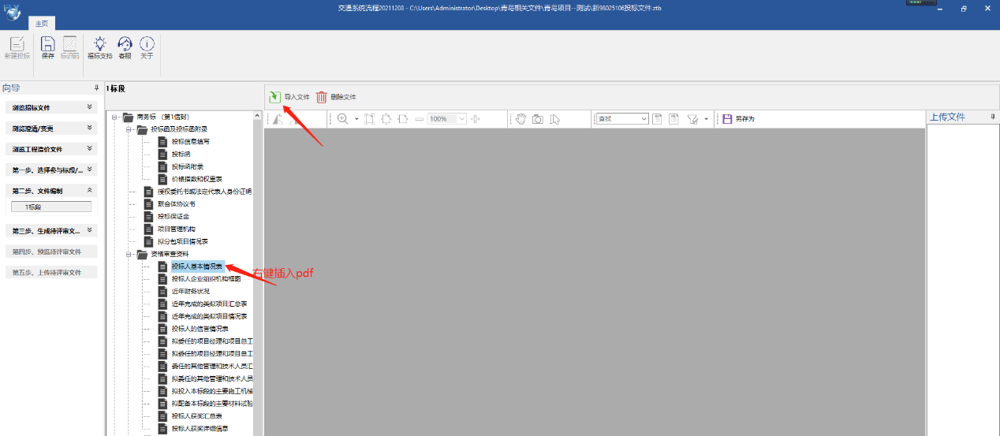 交通系统流程20211208 - C:\Users\Administrator\Desktop\青岛相关文件\青岛项目--测试\新98025106投标文件.ztb
主页
新建投标
保存
标识码
福标支持
客服
关于
向导
浏览招标文件
浏览澄清/变更
浏览工程造价文件
第一步、选择参与标段/...
第二步、文件编制
1标段
第三步、生成待评审文...
第四步、预览待评审文件
第五步、上传待评审文件
1标段
商务标 (第1信封)
投标函及投标函附录
投标信息填写
投标函
投标函附录
价格指数和权重表
授权委托书或法定代表人身份证明
联合体协议书
投标保证金
项目管理机构
拟分包项目情况表
资格审查资料
投标人基本情况表
投标人企业组织机构框图
近年财务状况
近年完成的类似项目汇总表
近年完成的类似项目情况表
投标人的信誉情况表
拟委任的项目经理和项目总工
拟委任的项目经理和项目总工
委任的其他管理和技术人员汇
拟委任的其他管理和技术人员
拟投入本标段的主要施工机械
拟配备本标段的主要材料试验
投标人获奖汇总表
投标人获奖详细信息
导入文件
删除文件
100%
查找
另存为
右键插入pdf
上传文件